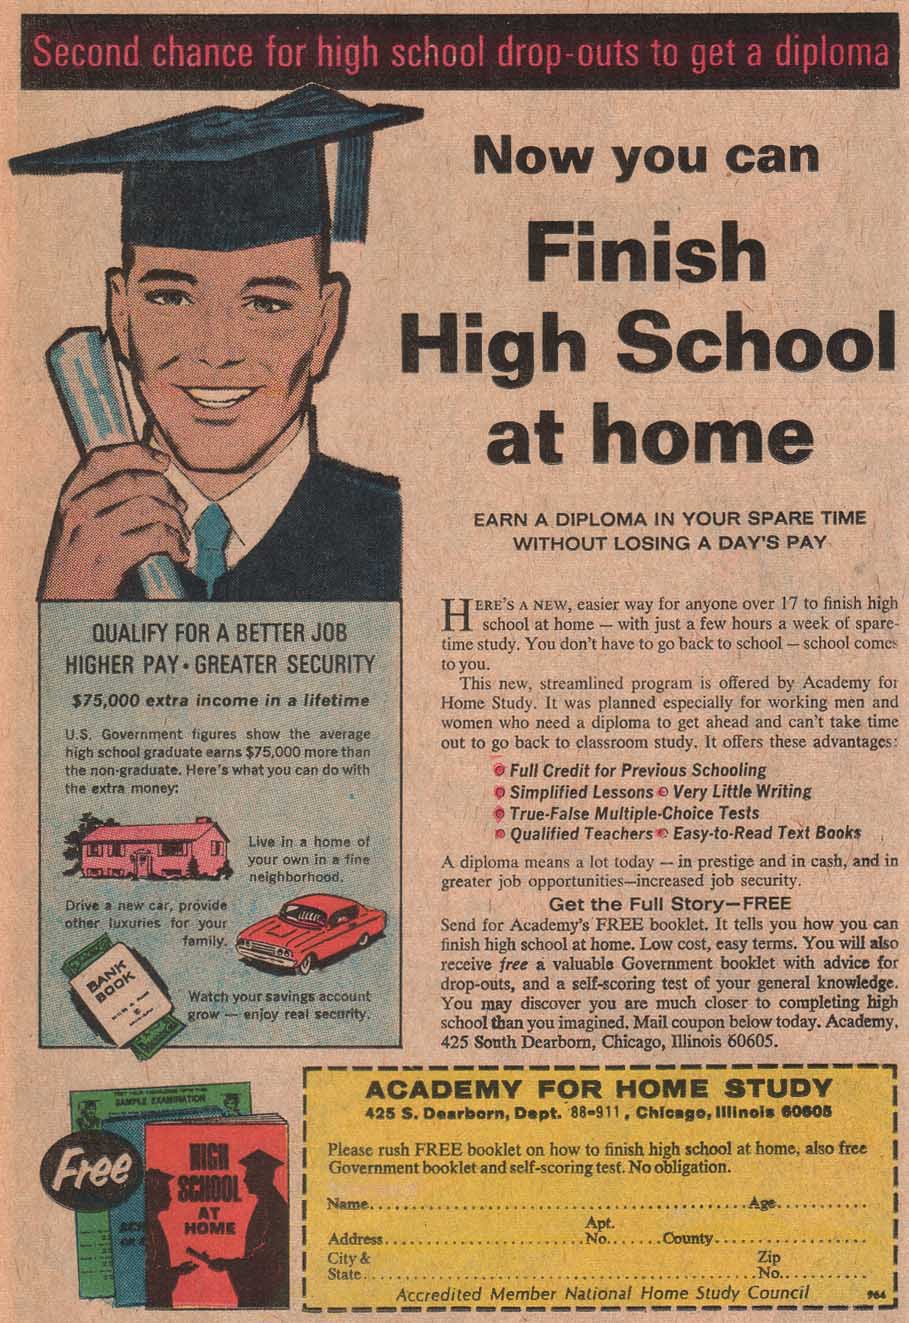 Second chance for high school drop-outs to get a diploma
Now you can
Finish
High School
at home
EARN A DIPLOMA IN YOUR SPARE TIME
WITHOUT LOSING A DAY'S PAY
HERE'S A NEW, easier way for anyone over 17 to finish high
school at home — with just a few hours a week of spare-
time study. You don't have to go back to school — school comes
to you.
This new, streamlined program is offered by Academy for
Home Study. It was planned especially for working men and
women who need a diploma to get ahead and can't take time
out to go back to classroom study. It offers these advantages:
Full Credit for Previous Schooling
Simplified Lessons Very Little Writing
True-False Multiple-Choice Tests
Qualified Teachers Easy-to-Read Text Books
A diploma means a lot today — in prestige and in cash, and in
greater job opportunities—increased job security.
Get the Full Story—FREE
Send for Academy's FREE booklet. It tells you how you can
finish high school at home. Low cost, easy terms. You will also
receive free a valuable Government booklet with advice for
drop-outs, and a self-scoring test of your general knowledge.
You may discover you are much closer to completing high
school than you imagined. Mail coupon below today. Academy,
425 South Dearborn, Chicago, Illinois 60605.
QUALIFY FOR A BETTER JOB
HIGHER PAY • GREATER SECURITY
$75,000 extra income in a lifetime
U.S. Government figures show the average
high school graduate earns $75,000 more than
the non-graduate. Here's what you can do with
the extra money:
Live in a home of
your own in a fine
neighborhood.
Drive a new car, provide
other luxuries for your
family.
BANK
BOOK
Watch your savings account
grow — enjoy real security.
SAMPLE EXAMINATION
Free
HIGH
SCHOOL
AT
HOME
ACADEMY FOR HOME STUDY
425 S. Dearborn, Dept. 88-911, Chicago, Illinois 60605
Please rush FREE booklet on how to finish high school at home, also free
Government booklet and self-scoring test. No obligation.
Name Age
Address Apt. No. County
City & State Zip No.
Accredited Member National Home Study Council 964